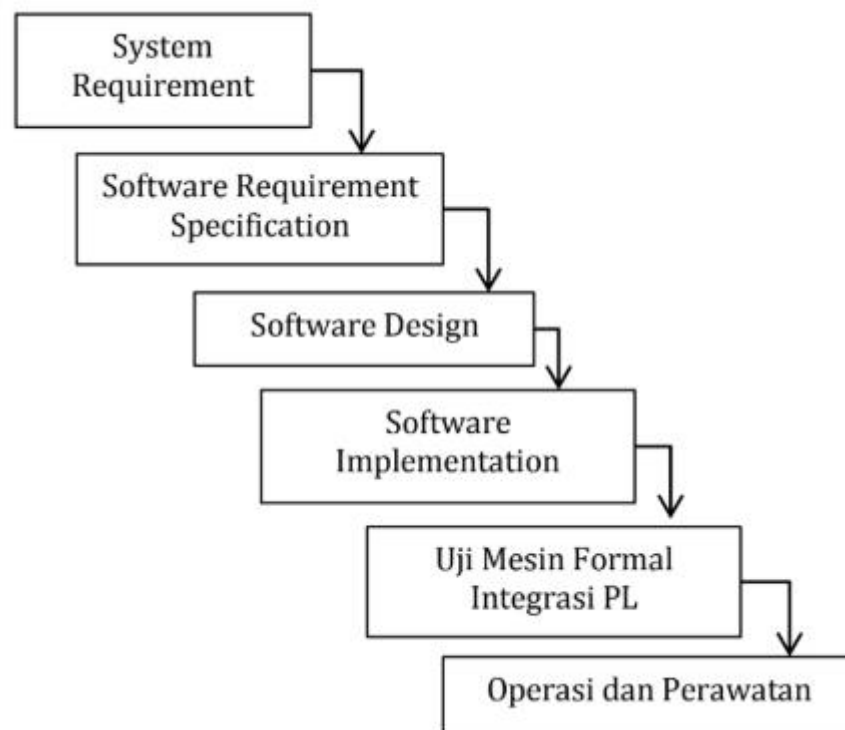 System
Requirement
Software Requirement
Specification
Software Design
Software
Implementation
Uji Mesin Formal
Integrasi PL
Operasi dan Perawatan